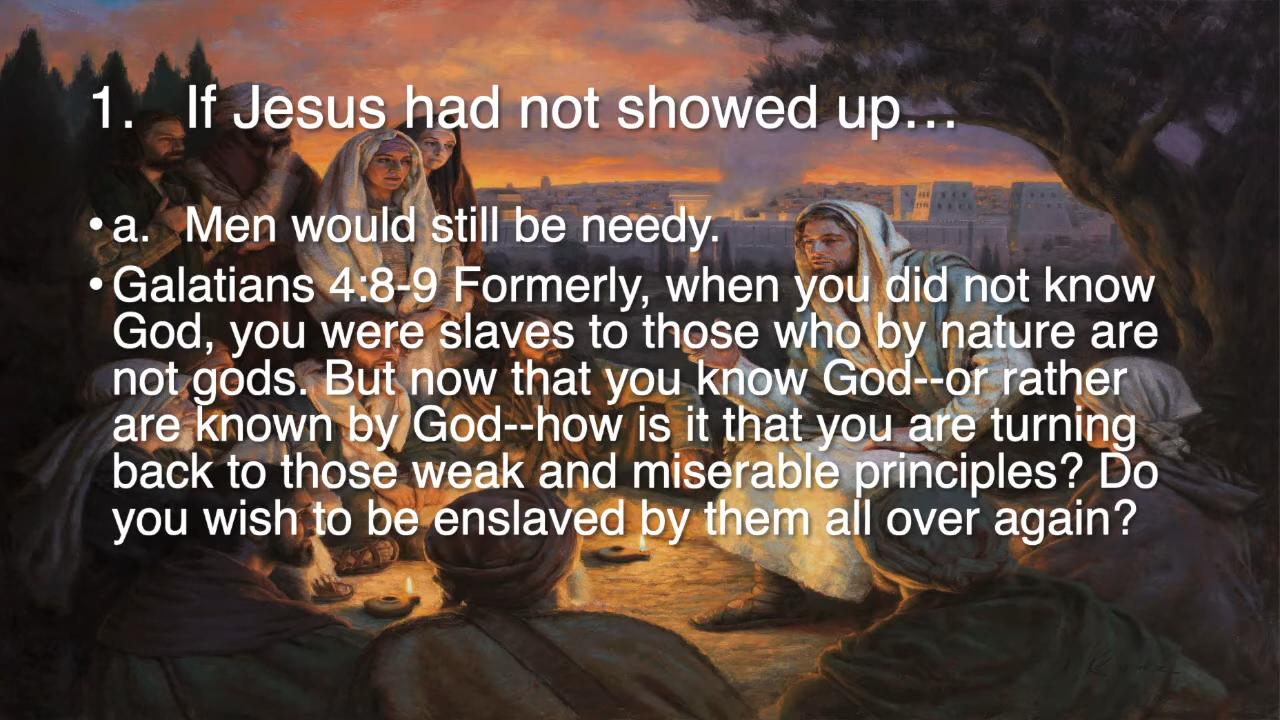 1. If Jesus had not showed up…
• a. Men would still be needy.
• Galatians 4:8-9 Formerly, when you did not know
God, you were slaves to those who by nature are
not gods. But now that you know God--or rather
are known by God--how is it that you are turning
back to those weak and miserable principles? Do
you wish to be enslaved by them all over again?